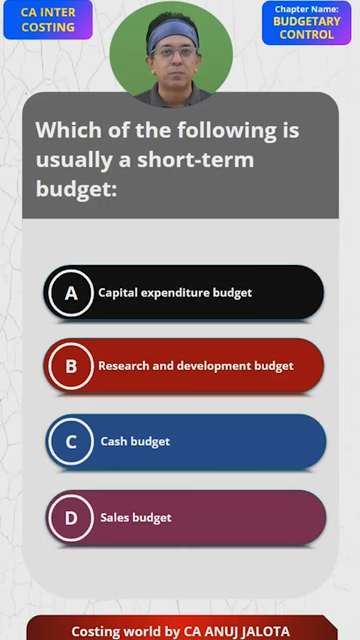 CA INTER
COSTING
Chapter Name:
BUDGETARY
CONTROL
Which of the following is
usually a short-term
budget:
A Capital expenditure budget
B Research and development budget
C Cash budget
D Sales budget
Costing world by CA ANUJ JALOTA